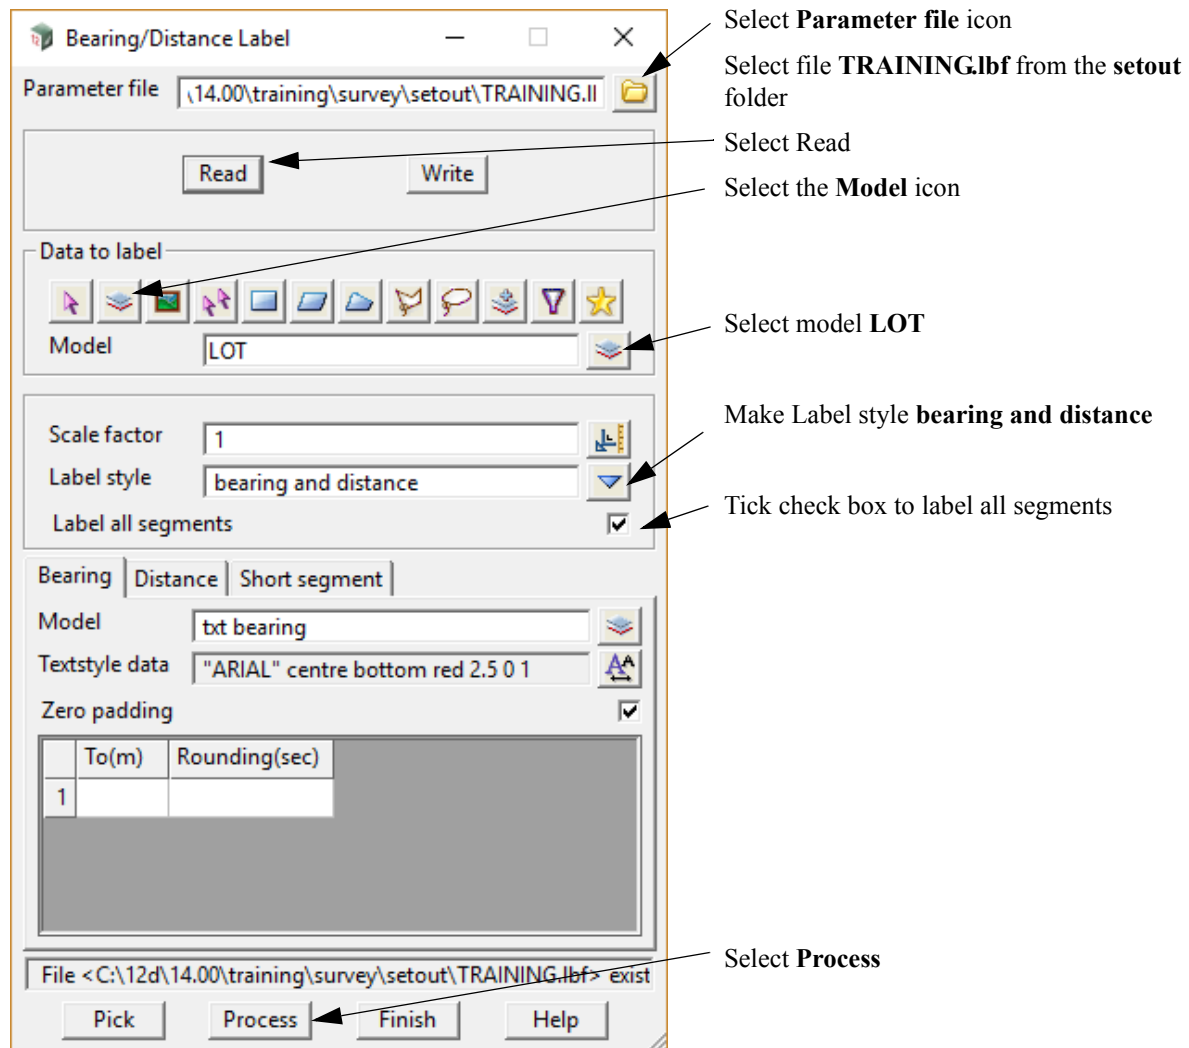 Bearing/Distance Label
Select Parameter file icon
Parameter file
\14.00\training\survey\setout\TRAINING.ll
Select file TRAINING.lbf from the setout
folder
Read
Write
Select Read
Select the Model icon
Data to label
Model
LOT
Select model LOT
Scale factor
1
Make Label style bearing and distance
Label style
bearing and distance
Label all segments
Tick check box to label all segments
Bearing
Distance
Short segment
Model
txt bearing
Textstyle data
"ARIAL" centre bottom red 2.5 0 1
Zero padding
To(m)
Rounding(sec)
1
Select Process
File <C:\12d\14.00\training\survey\setout\TRAINING.lbf> exist
Pick
Process
Finish
Help